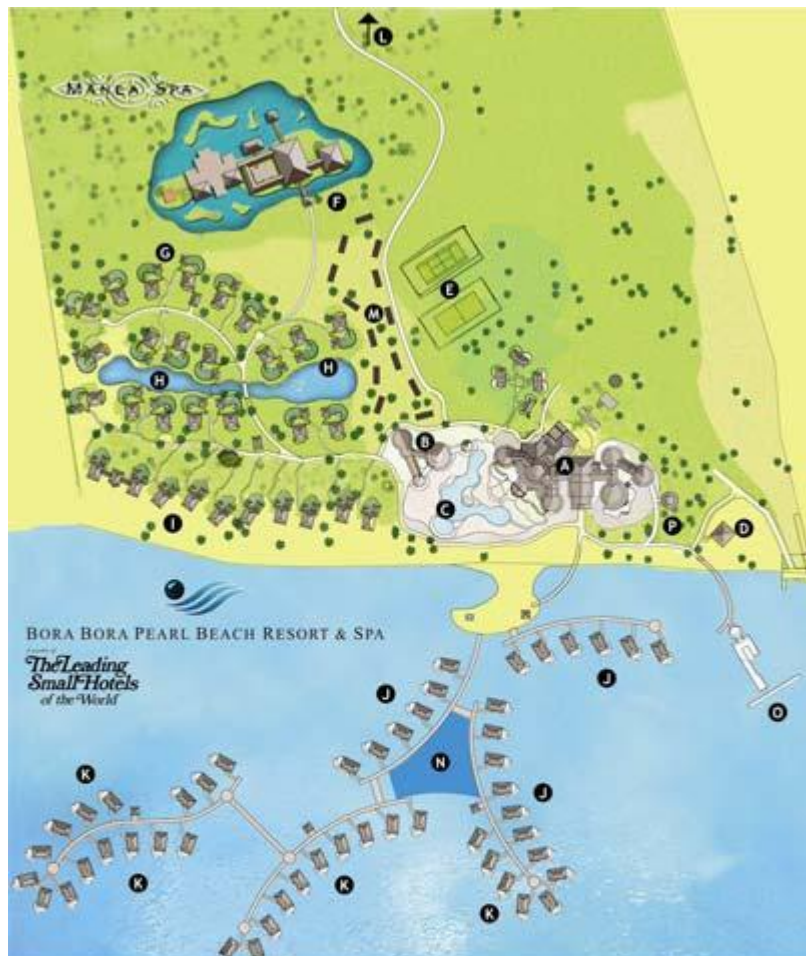 L
MANEA SPA
F
G
E
M
H
H
B
A
C
P
D
I
BORA BORA PEARL BEACH RESORT & SPA
The Leading
Small Hotels
of the World
J
J
O
N
K
J
K
K
K